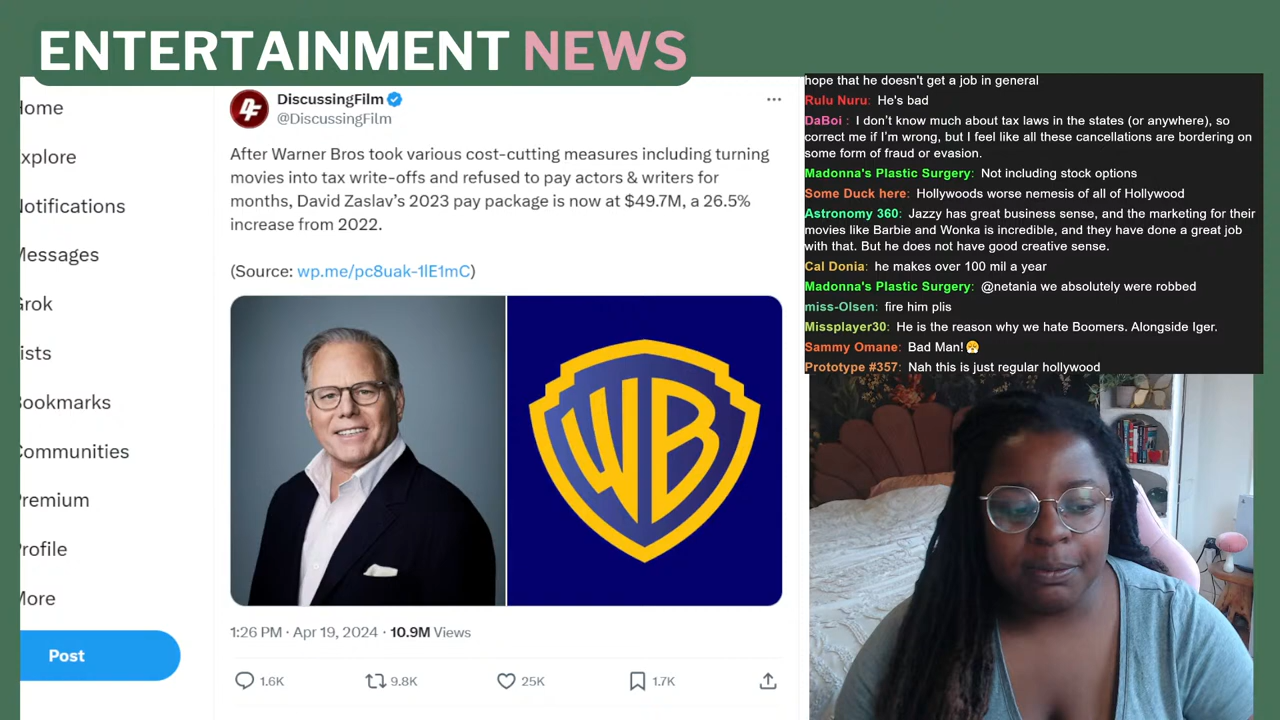 ENTERTAINMENT NEWS
Home
Explore
Notifications
Messages
Grok
Lists
Bookmarks
Communities
Premium
Profile
More
Post
DiscussingFilm
@DiscussingFilm
After Warner Bros took various cost-cutting measures including turning
movies into tax write-offs and refused to pay actors & writers for
months, David Zaslav's 2023 pay package is now at $49.7M, a 26.5%
increase from 2022.
(Source: wp.me/pc8uak-1lE1mC)
WB
1:26 PM · Apr 19, 2024 · 10.9M Views
1.6K 9.8K 25K 1.7K
hope that he doesn't get a job in general
Rulu Nuru: He's bad
DaBoi : I don't know much about tax laws in the states (or anywhere), so
correct me if I'm wrong, but I feel like all these cancellations are bordering on
some form of fraud or evasion.
Madonna's Plastic Surgery: Not including stock options
Some Duck here: Hollywoods worse nemesis of all of Hollywood
Astronomy 360: Jazzy has great business sense, and the marketing for their
movies like Barbie and Wonka is incredible, and they have done a great job
with that. But he does not have good creative sense.
Cal Donia: he makes over 100 mil a year
Madonna's Plastic Surgery: @netania we absolutely were robbed
miss-Olsen: fire him plis
Missplayer30: He is the reason why we hate Boomers. Alongside Iger.
Sammy Omane: Bad Man!😤
Prototype #357: Nah this is just regular hollywood